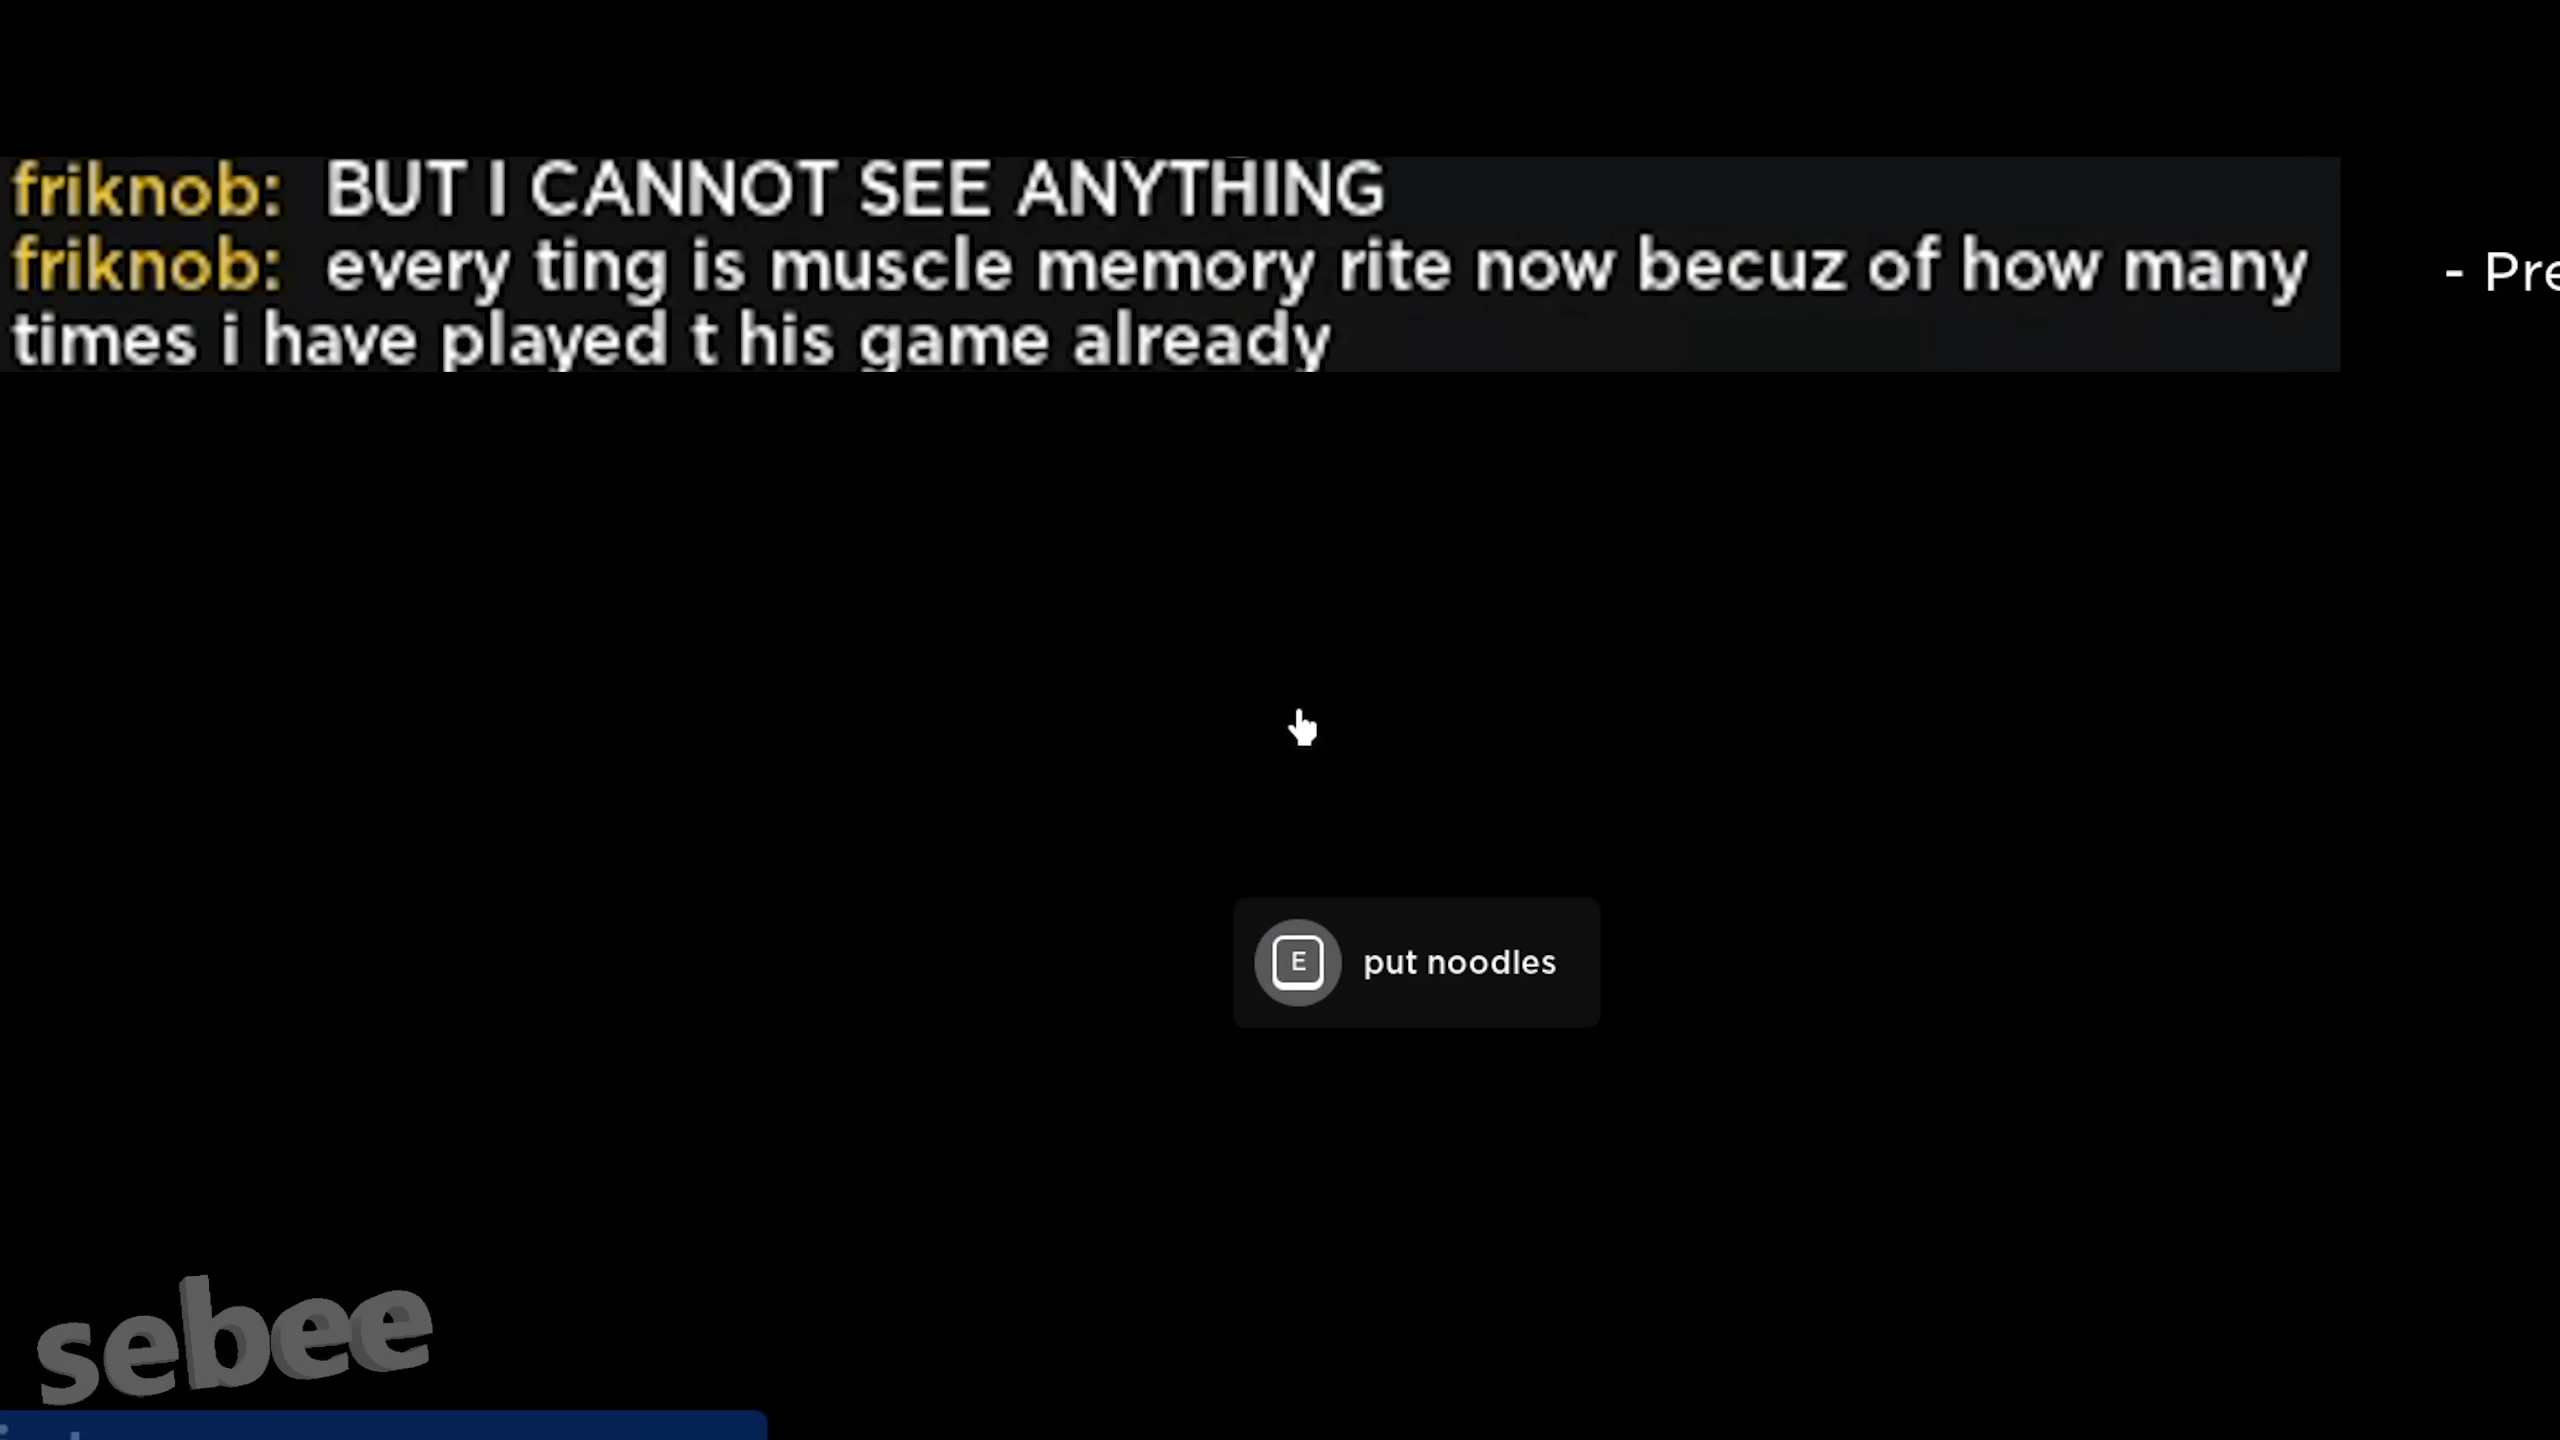 friknob: BUT I CANNOT SEE ANYTHING
friknob: every ting is muscle memory rite now becuz of how many
times i have played t his game already
- Pre
E put noodles
sebee